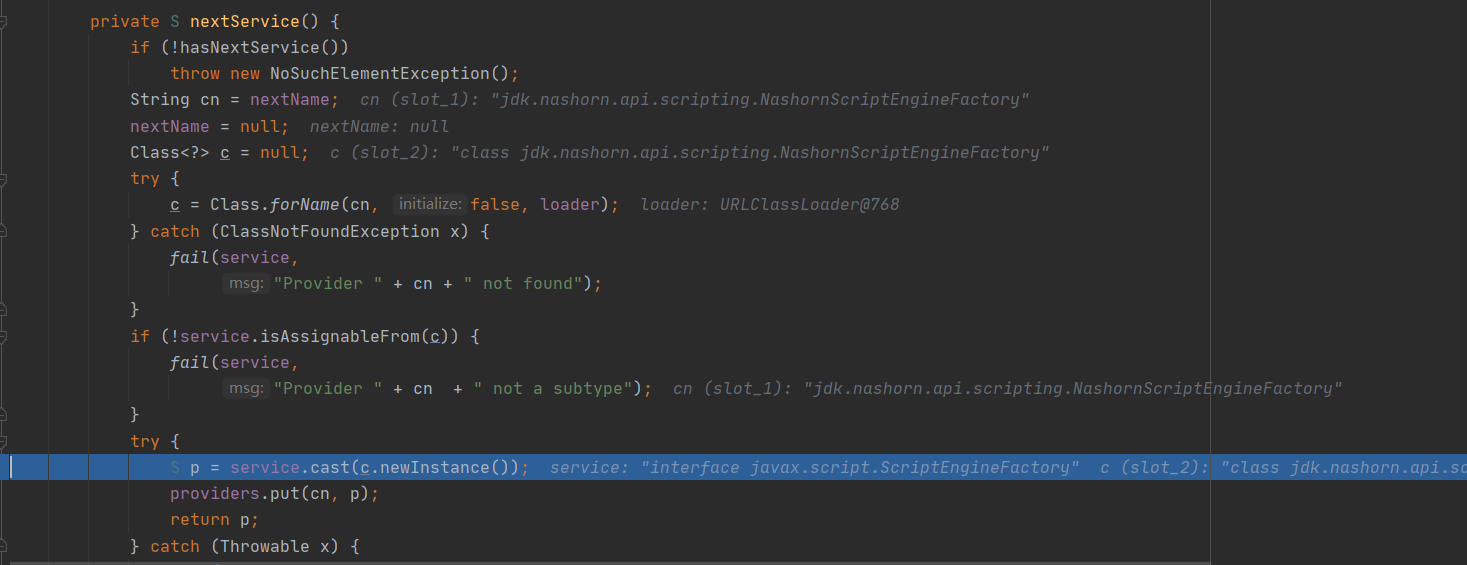 private S nextService() {
if (!hasNextService())
throw new NoSuchElementException();
String cn = nextName; cn (slot_1): "jdk.nashorn.api.scripting.NashornScriptEngineFactory"
nextName = null; nextName: null
Class<?> c = null; c (slot_2): "class jdk.nashorn.api.scripting.NashornScriptEngineFactory"
try {
c = Class.forName(cn, initialize: false, loader); loader: URLClassLoader@768
} catch (ClassNotFoundException x) {
fail(service,
msg: "Provider " + cn + " not found");
}
if (!service.isAssignableFrom(c)) {
fail(service,
msg: "Provider " + cn  + " not a subtype"); cn (slot_1): "jdk.nashorn.api.scripting.NashornScriptEngineFactory"
}
try {
S p = service.cast(c.newInstance()); service: "interface javax.script.ScriptEngineFactory" c (slot_2): "class jdk.nashorn.api.sc
providers.put(cn, p);
return p;
} catch (Throwable x) {